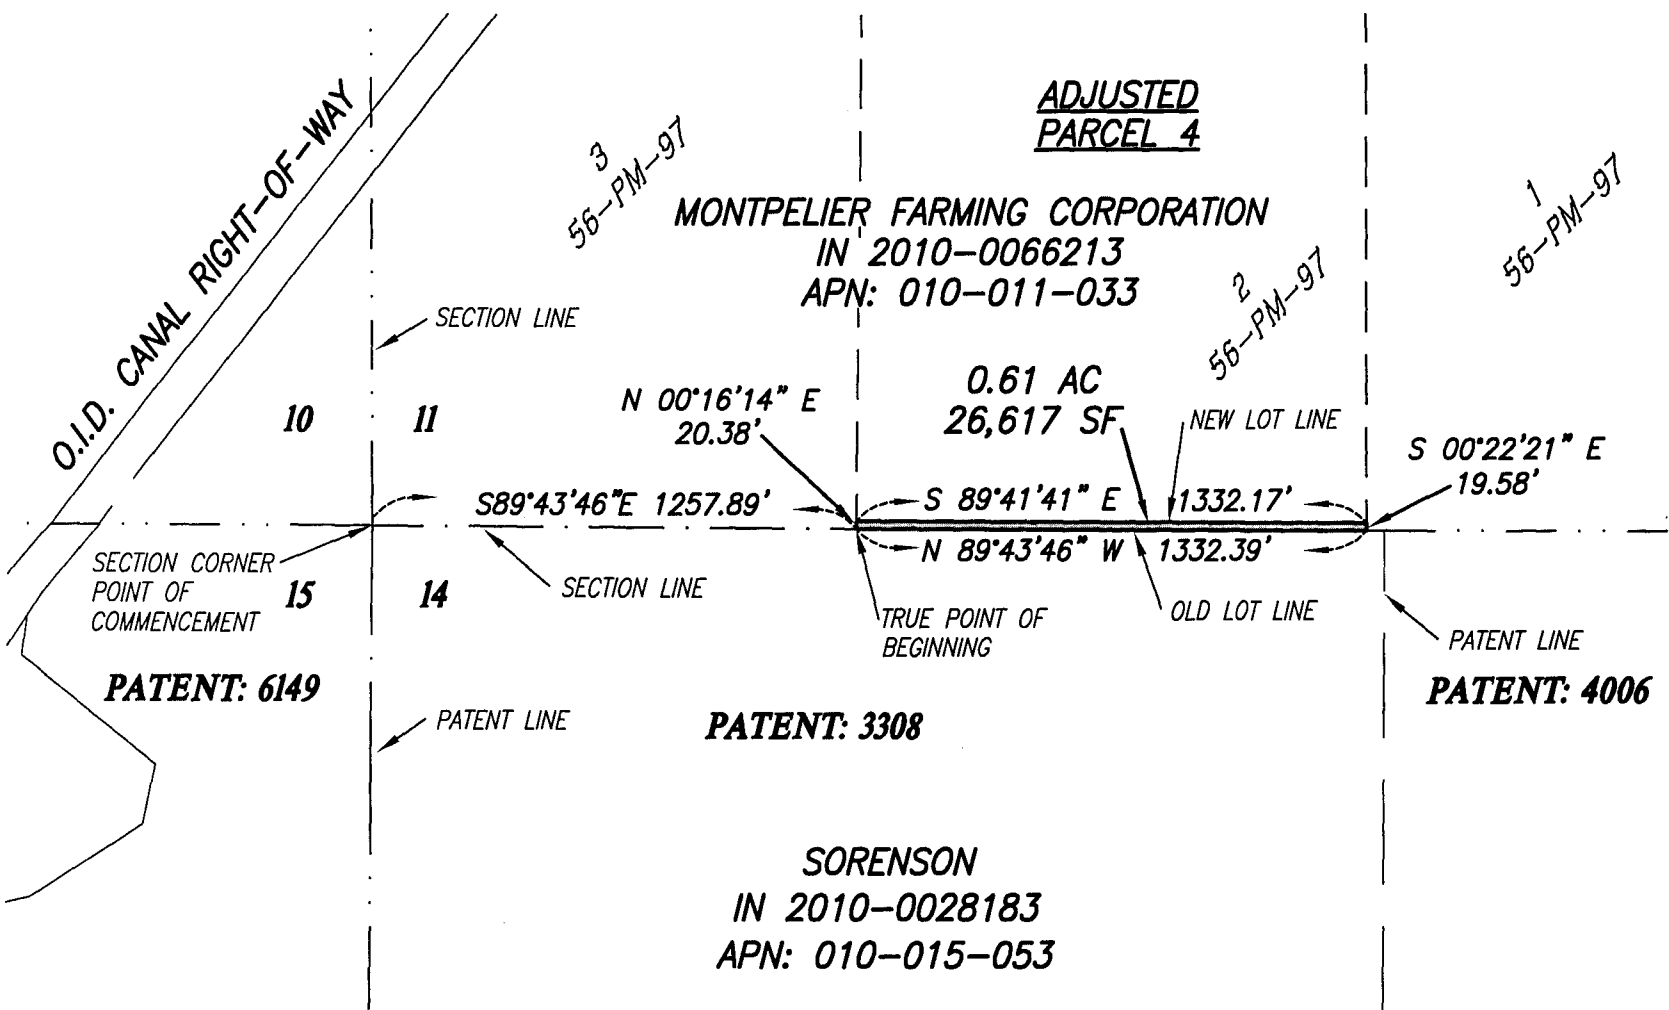 ADJUSTED
PARCEL 4
O.I.D. CANAL RIGHT-OF-WAY
3
56-PM-97
1
56-PM-97
MONTPELIER FARMING CORPORATION
IN 2010-0066213
APN: 010-011-033
2
56-PM-97
SECTION LINE
0.61 AC
26,617 SF
N 00°16'14" E
20.38'
NEW LOT LINE
10
11
S 00°22'21" E
19.58'
S89°43'46"E 1257.89'
S 89°41'41" E 1332.17'
N 89°43'46" W 1332.39'
SECTION CORNER
POINT OF
COMMENCEMENT
15
14
SECTION LINE
TRUE POINT OF
BEGINNING
OLD LOT LINE
PATENT LINE
PATENT: 6149
PATENT LINE
PATENT: 3308
PATENT: 4006
SORENSON
IN 2010-0028183
APN: 010-015-053